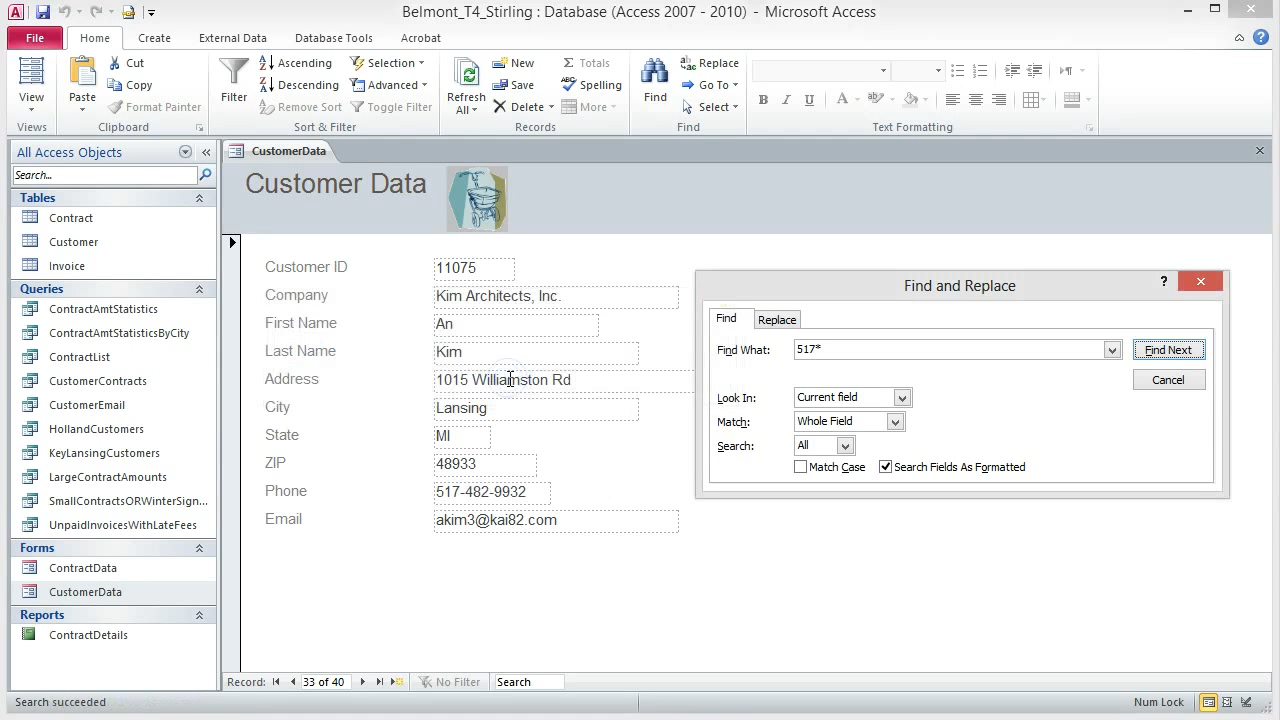 Belmont_T4_Stirling : Database (Access 2007 - 2010) - Microsoft Access
File Home Create External Data Database Tools Acrobat
View
Views
Paste
Cut
Copy
Format Painter
Clipboard
Filter
Ascending
Descending
Remove Sort
Selection
Advanced
Toggle Filter
Sort & Filter
Refresh
All
New
Save
Delete
Totals
Spelling
More
Records
Find
Replace
Go To
Select
Find
B I U A
Text Formatting
All Access Objects
Search...
Tables
Contract
Customer
Invoice
Queries
ContractAmtStatistics
ContractAmtStatisticsByCity
ContractList
CustomerContracts
CustomerEmail
HollandCustomers
KeyLansingCustomers
LargeContractAmounts
SmallContractsORWinterSign...
UnpaidInvoicesWithLateFees
Forms
ContractData
CustomerData
Reports
ContractDetails
CustomerData
Customer Data
Customer ID 11075
Company Kim Architects, Inc.
First Name An
Last Name Kim
Address 1015 Williamston Rd
City Lansing
State MI
ZIP 48933
Phone 517-482-9932
Email akim3@kai82.com
Find and Replace
Find Replace
Find What: 517* Find Next
Cancel
Look In: Current field
Match: Whole Field
Search: All
Match Case Search Fields As Formatted
Record: 33 of 40 No Filter Search
Search succeeded Num Lock